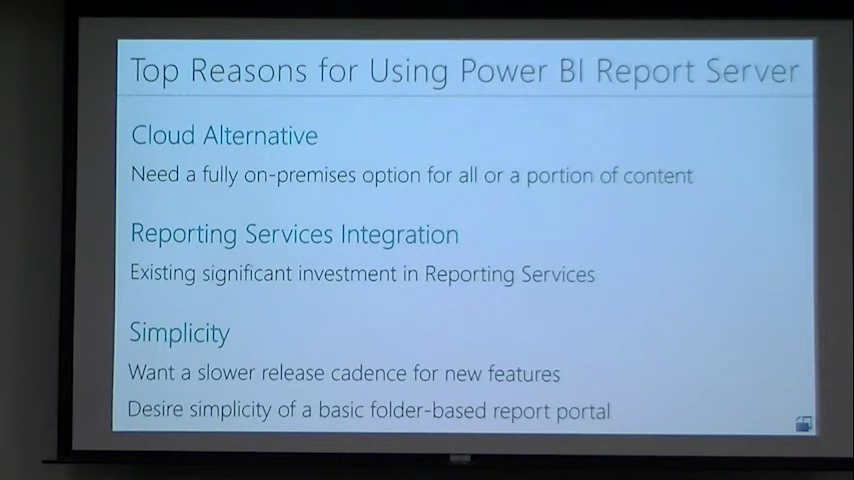 Top Reasons for Using Power BI Report Server
Cloud Alternative
Need a fully on-premises option for all or a portion of content
Reporting Services Integration
Existing significant investment in Reporting Services
Simplicity
Want a slower release cadence for new features
Desire simplicity of a basic folder-based report portal